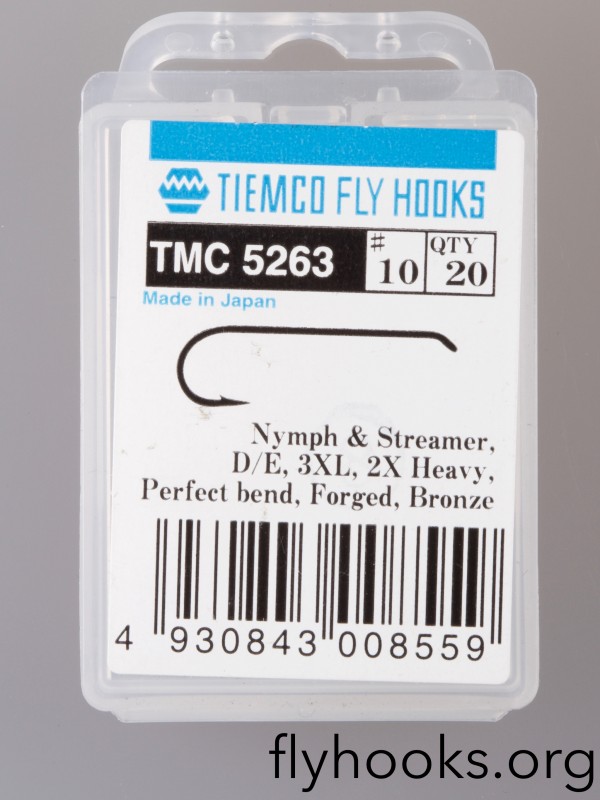 TIEMCO FLY HOOKS
TMC 5263 # 10 QTY 20
Made in Japan
Nymph & Streamer,
D/E, 3XL, 2X Heavy,
Perfect bend, Forged, Bronze
4 930843 008559
flyhooks.org